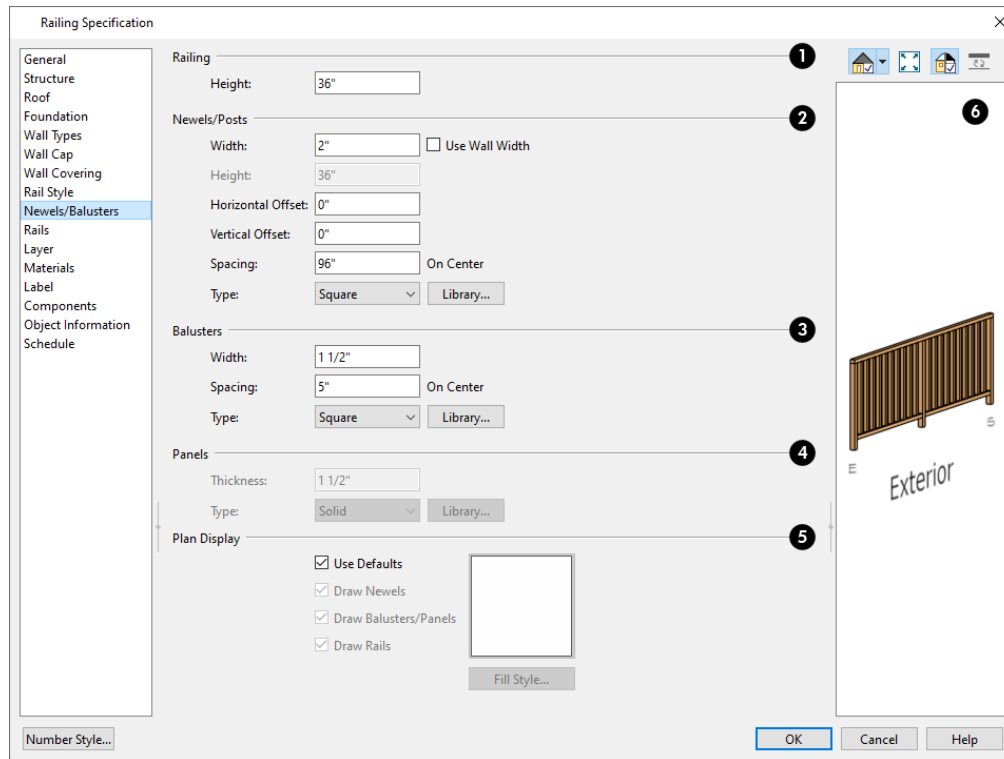 Railing Specification
General
Structure
Roof
Foundation
Wall Types
Wall Cap
Wall Covering
Rail Style
Newels/Balusters
Rails
Layer
Materials
Label
Components
Object Information
Schedule
Railing 1
Height: 36"
Newels/Posts 2
Width: 2" Use Wall Width
Height: 36"
Horizontal Offset: 0"
Vertical Offset: 0"
Spacing: 96" On Center
Type: Square Library...
Balusters 3
Width: 1 1/2"
Spacing: 5" On Center
Type: Square Library...
Panels 4
Thickness: 1 1/2"
Type: Solid Library...
Plan Display 5
Use Defaults
Draw Newels
Draw Balusters/Panels
Draw Rails
Fill Style...
6
E S
Exterior
Number Style... OK Cancel Help